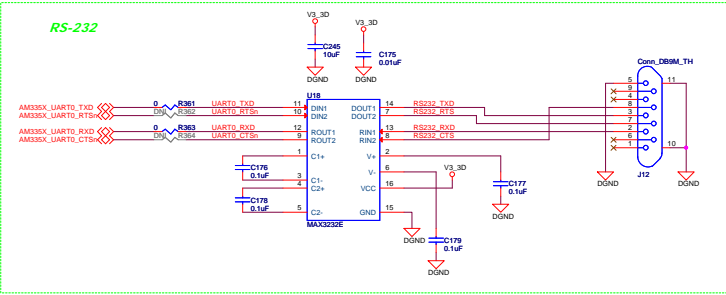 RS-232
V3_3D
C245
10uF
DGND
V3_3D
C175
0.01uF
DGND
Conn_DB9M_TH
5
9
4
8
3
7
2
6
1
11
10
J12
DGND
DGND
U18
AM335X_UART0_TXD
0
R361
UART0_TXD
11
DIN1
DOUT1
14
RS232_TXD
AM335X_UART0_RTSn
DNI
R362
UART0_RTSn
10
DIN2
DOUT2
7
RS232_RTS
AM335X_UART0_RXD
0
R363
UART0_RXD
12
ROUT1
RIN1
13
RS232_RXD
AM335X_UART0_CTSn
DNI
R364
UART0_CTSn
9
ROUT2
RIN2
8
RS232_CTS
1
C1+
V+
2
C176
0.1uF
V-
6
V3_3D
3
C1-
4
C2+
VCC
16
C177
0.1uF
DGND
C178
0.1uF
5
C2-
GND
15
MAX3232E
DGND
C179
0.1uF
DGND